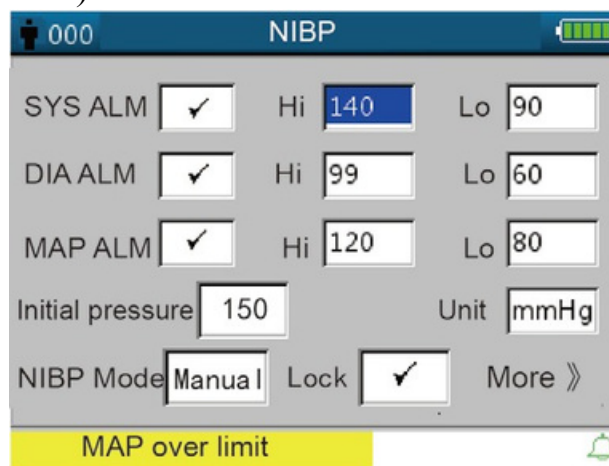 000 NIBP
SYS ALM ✓ Hi 140 Lo 90
DIA ALM ✓ Hi 99 Lo 60
MAP ALM ✓ Hi 120 Lo 80
Initial pressure 150 Unit mmHg
NIBP Mode Manual Lock ✓ More 》
MAP over limit